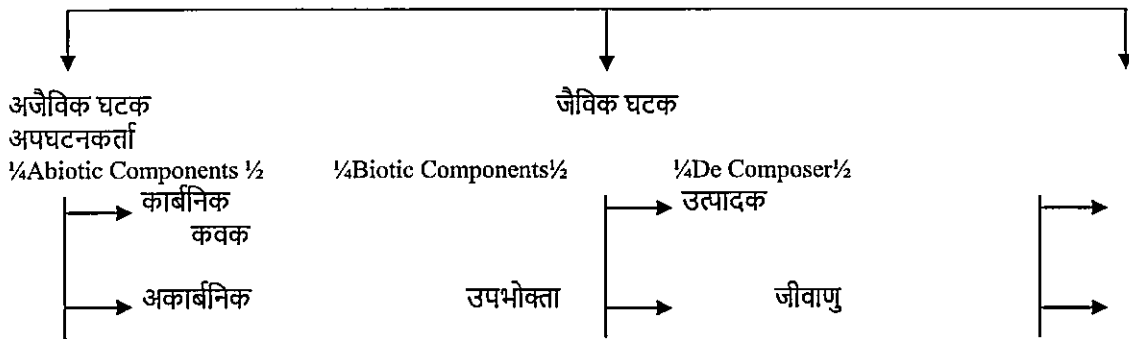 अजैविक घटक जैविक घटक
अपघटनकर्ता
¼Abiotic Components ½ ¼Biotic Components½ ¼De Composer½
कार्बनिक उत्पादक
कवक
अकार्बनिक उपभोक्ता जीवाणु